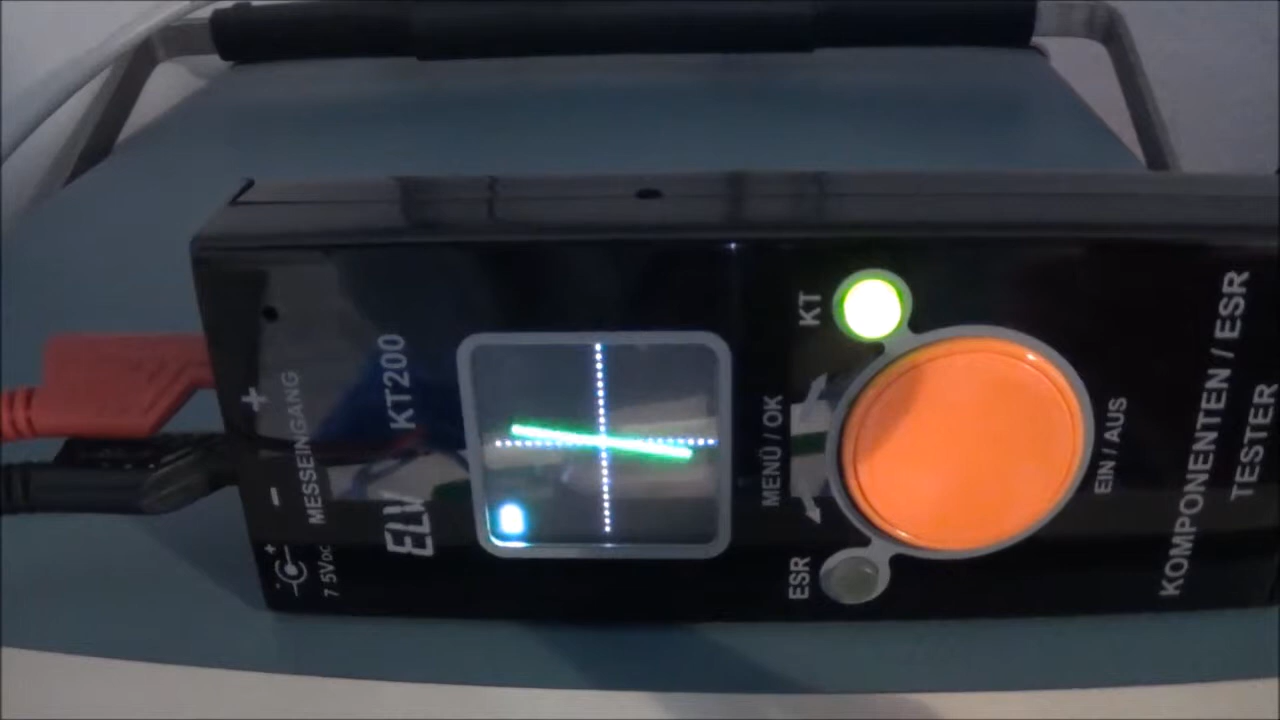 ELV KT200
+
MESSEINGANG
-
7 5VDC
- +
KT
MENÜ / OK
ESR
EIN / AUS
KOMPONENTEN / ESR
TESTER